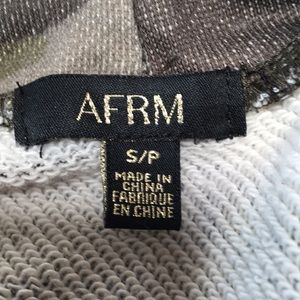 AFRM
S/P
MADE IN
CHINA
FABRIQUE
EN CHINE